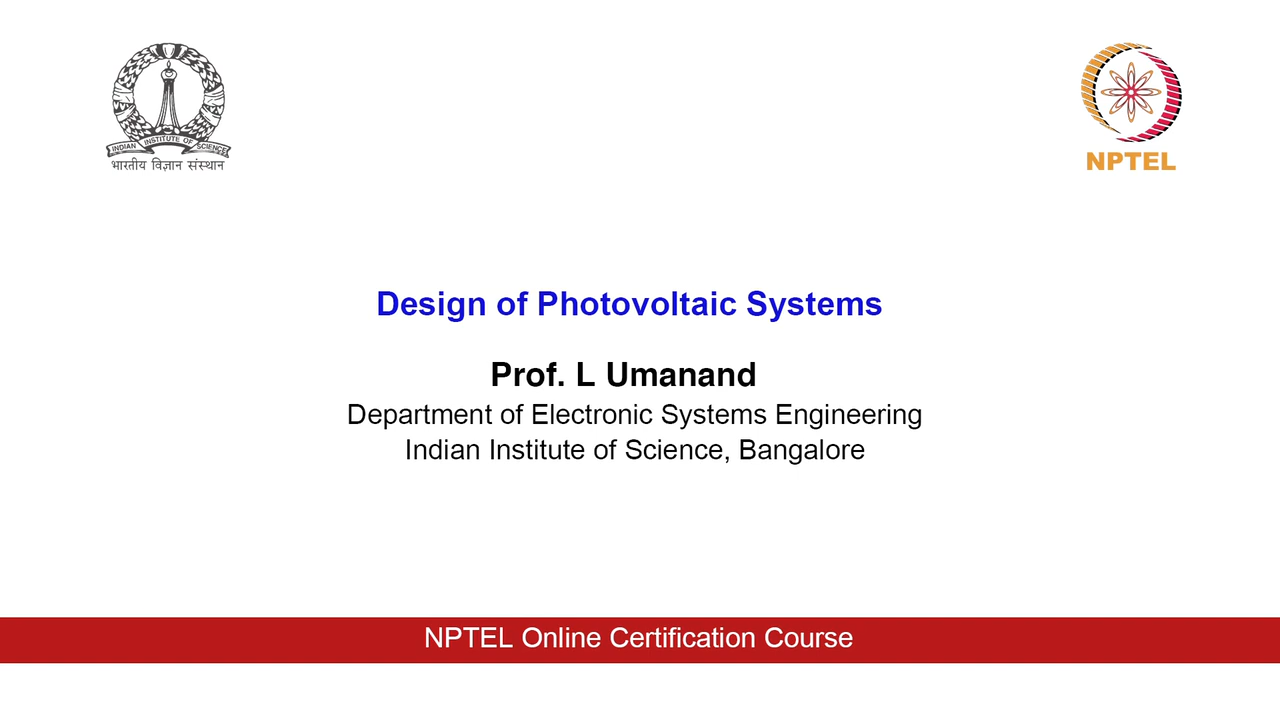 INDIAN INSTITUTE OF SCIENCE
भारतीय विज्ञान संस्थान
NPTEL
Design of Photovoltaic Systems
Prof. L Umanand
Department of Electronic Systems Engineering
Indian Institute of Science, Bangalore
NPTEL Online Certification Course